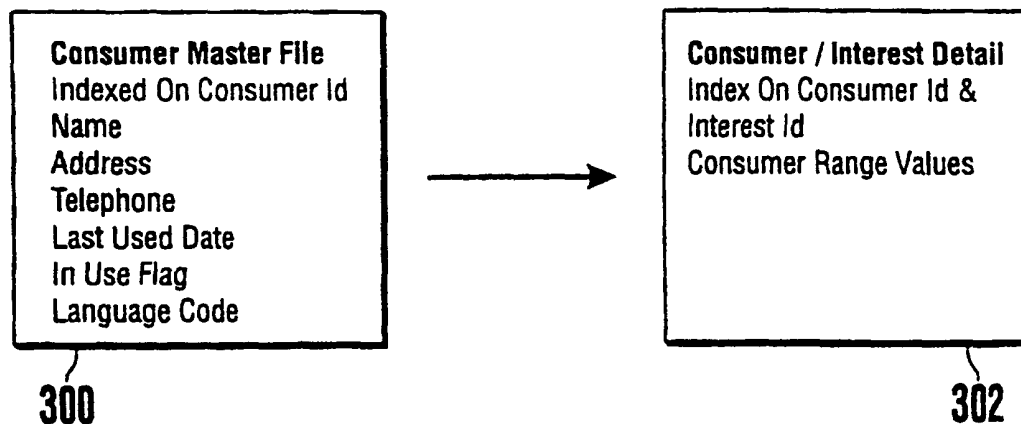 Consumer Master File
Indexed On Consumer Id
Name
Address
Telephone
Last Used Date
In Use Flag
Language Code
300
Consumer / Interest Detail
Index On Consumer Id &
Interest Id
Consumer Range Values
302